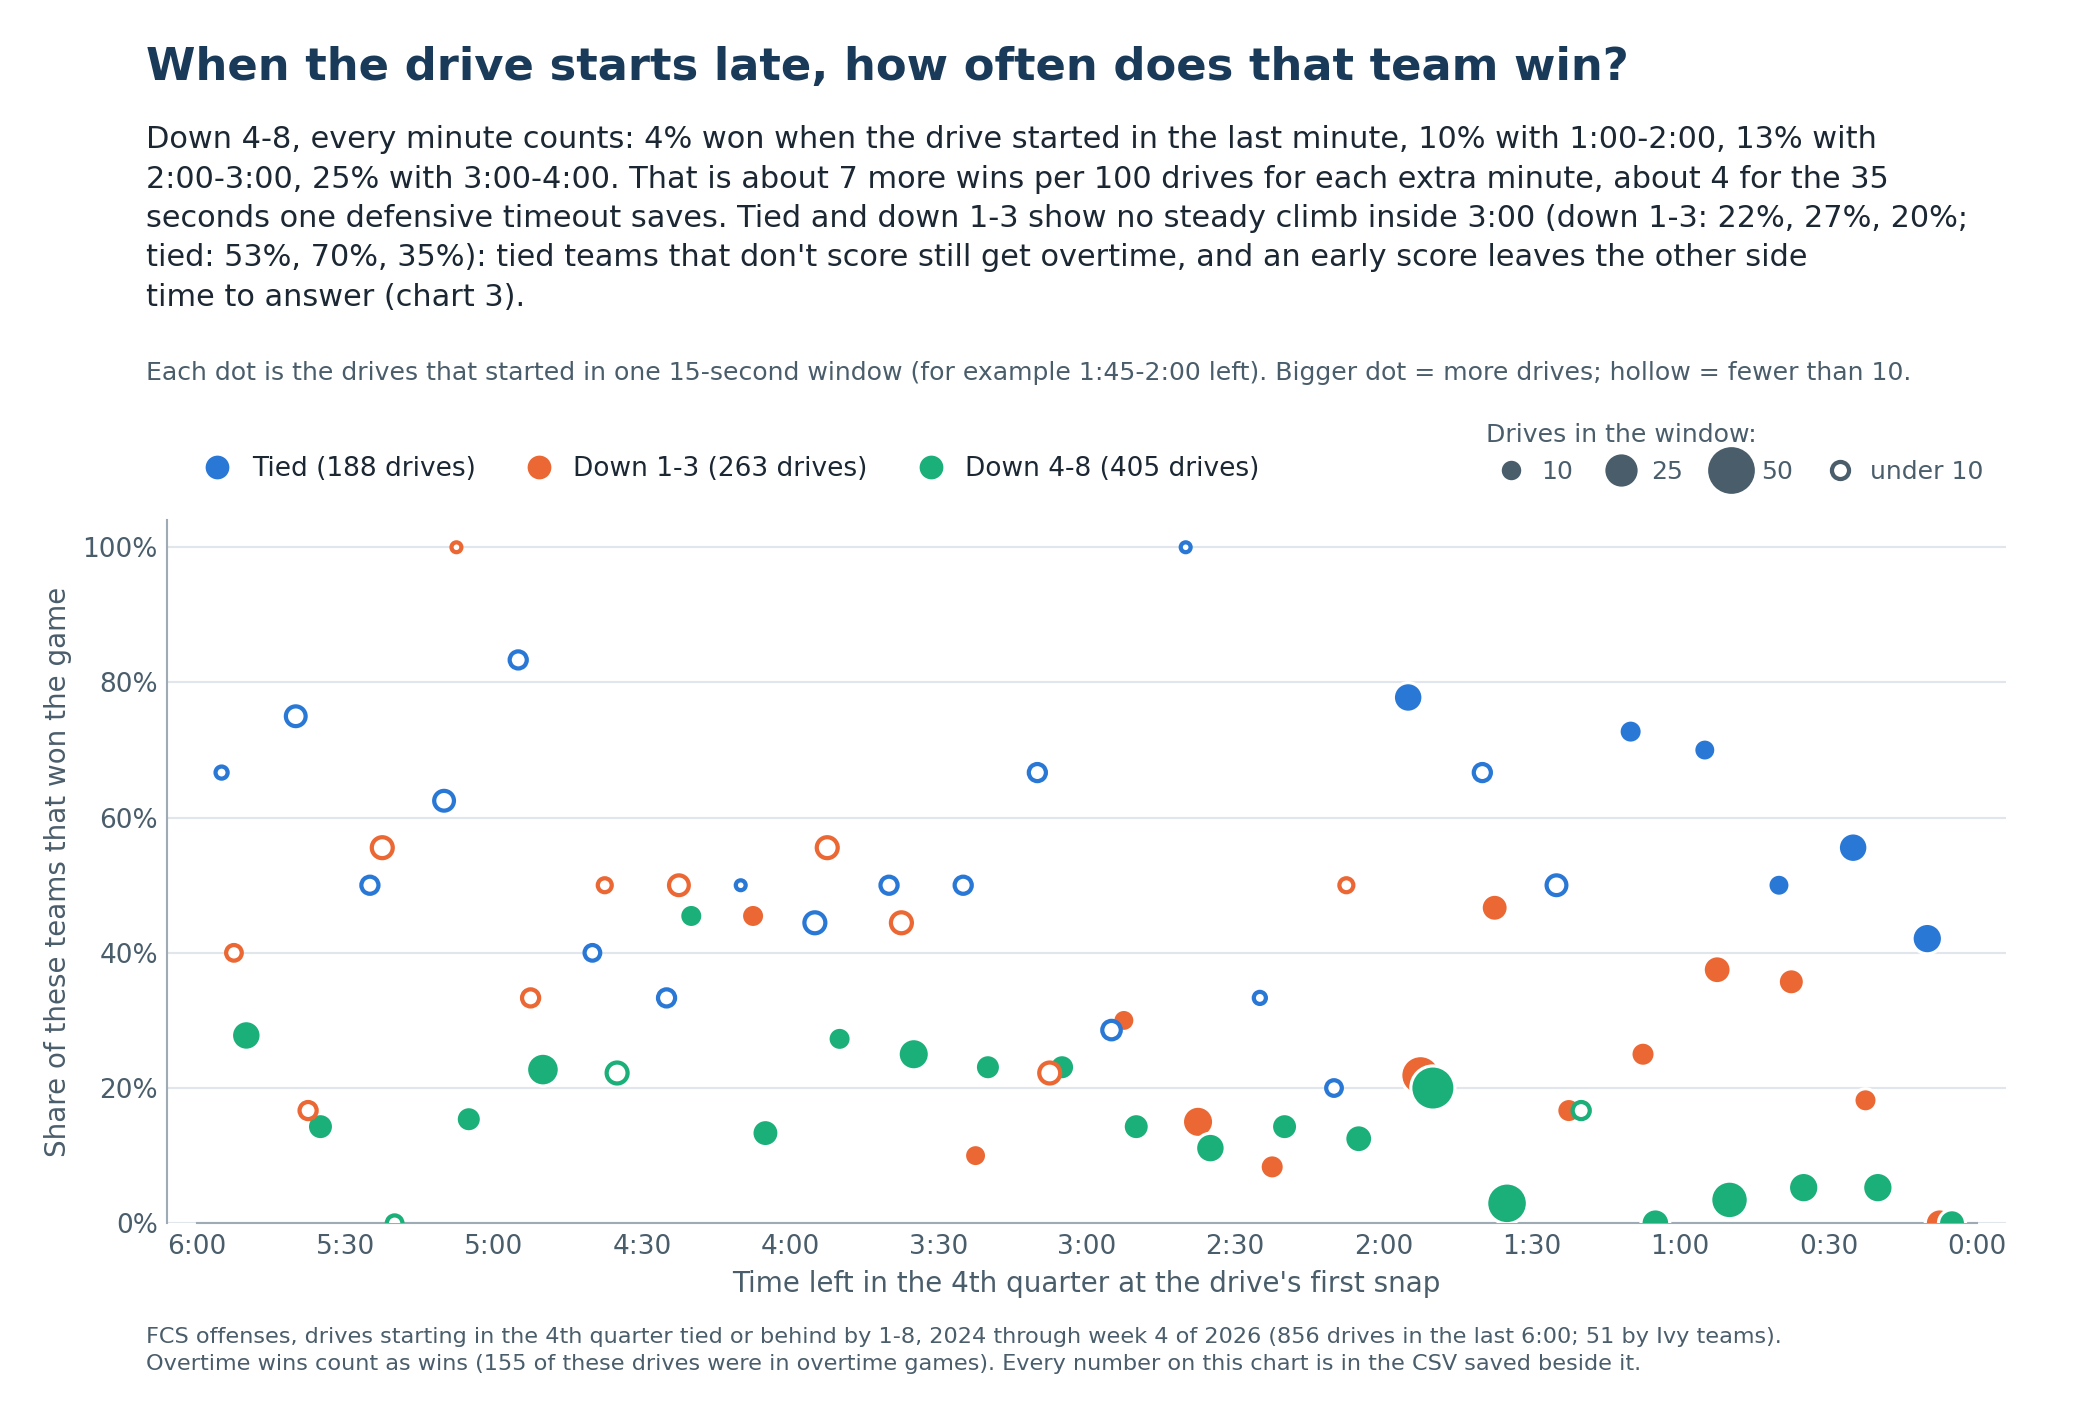 When the drive starts late, how often does that team win?
Down 4-8, every minute counts: 4% won when the drive started in the last minute, 10% with 1:00-2:00, 13% with
2:00-3:00, 25% with 3:00-4:00. That is about 7 more wins per 100 drives for each extra minute, about 4 for the 35
seconds one defensive timeout saves. Tied and down 1-3 show no steady climb inside 3:00 (down 1-3: 22%, 27%, 20%;
tied: 53%, 70%, 35%): tied teams that don't score still get overtime, and an early score leaves the other side
time to answer (chart 3).
Each dot is the drives that started in one 15-second window (for example 1:45-2:00 left). Bigger dot = more drives; hollow = fewer than 10.
Drives in the window:
Tied (188 drives)
Down 1-3 (263 drives)
Down 4-8 (405 drives)
10
25
50
under 10
Share of these teams that won the game
100%
80%
60%
40%
20%
0%
6:00
5:30
5:00
4:30
4:00
3:30
3:00
2:30
2:00
1:30
1:00
0:30
0:00
Time left in the 4th quarter at the drive's first snap
FCS offenses, drives starting in the 4th quarter tied or behind by 1-8, 2024 through week 4 of 2026 (856 drives in the last 6:00; 51 by Ivy teams).
Overtime wins count as wins (155 of these drives were in overtime games). Every number on this chart is in the CSV saved beside it.